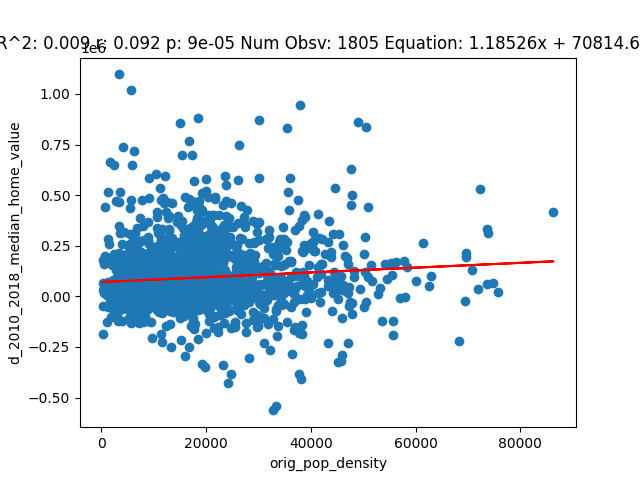 R^2: 0.009 r: 0.092 p: 9e-05 Num Obsv: 1805 Equation: 1.18526x + 70814.6
1e6
1.00
0.75
0.50
0.25
0.00
−0.25
−0.50
d_2010_2018_median_home_value
0 20000 40000 60000 80000
orig_pop_density